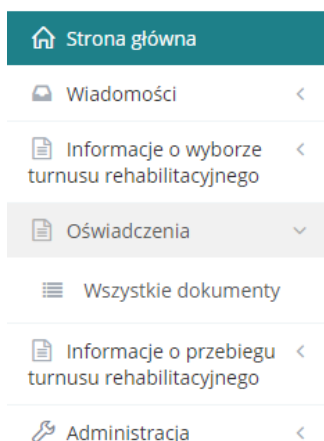 Strona główna
Wiadomości
Informacje o wyborze
turnusu rehabilitacyjnego
Oświadczenia
Wszystkie dokumenty
Informacje o przebiegu
turnusu rehabilitacyjnego
Administracja